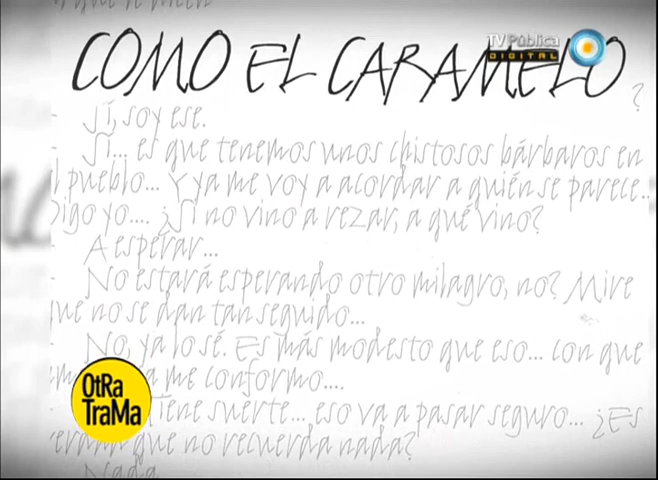 COMO EL CARAMELO
TV Pública
DIGITAL
?
- Sí, soy ese.
- Sí... es que tenemos unos chistosos bárbaros en
l pueblo... Y ya me voy a acordar a quién se parece..
Digo yo.... ¿Si no vino a rezar, a qué vino?
- A esperar...
- No estará esperando otro milagro, no? Mire
que no se dan tan seguido...
- No, ya lo sé. Es más modesto que eso... con que
me conformo....
OtRa
TraMa
Tiene suerte... eso va a pasar seguro... ¿Es
verdad que no recuerda nada?
- Nada